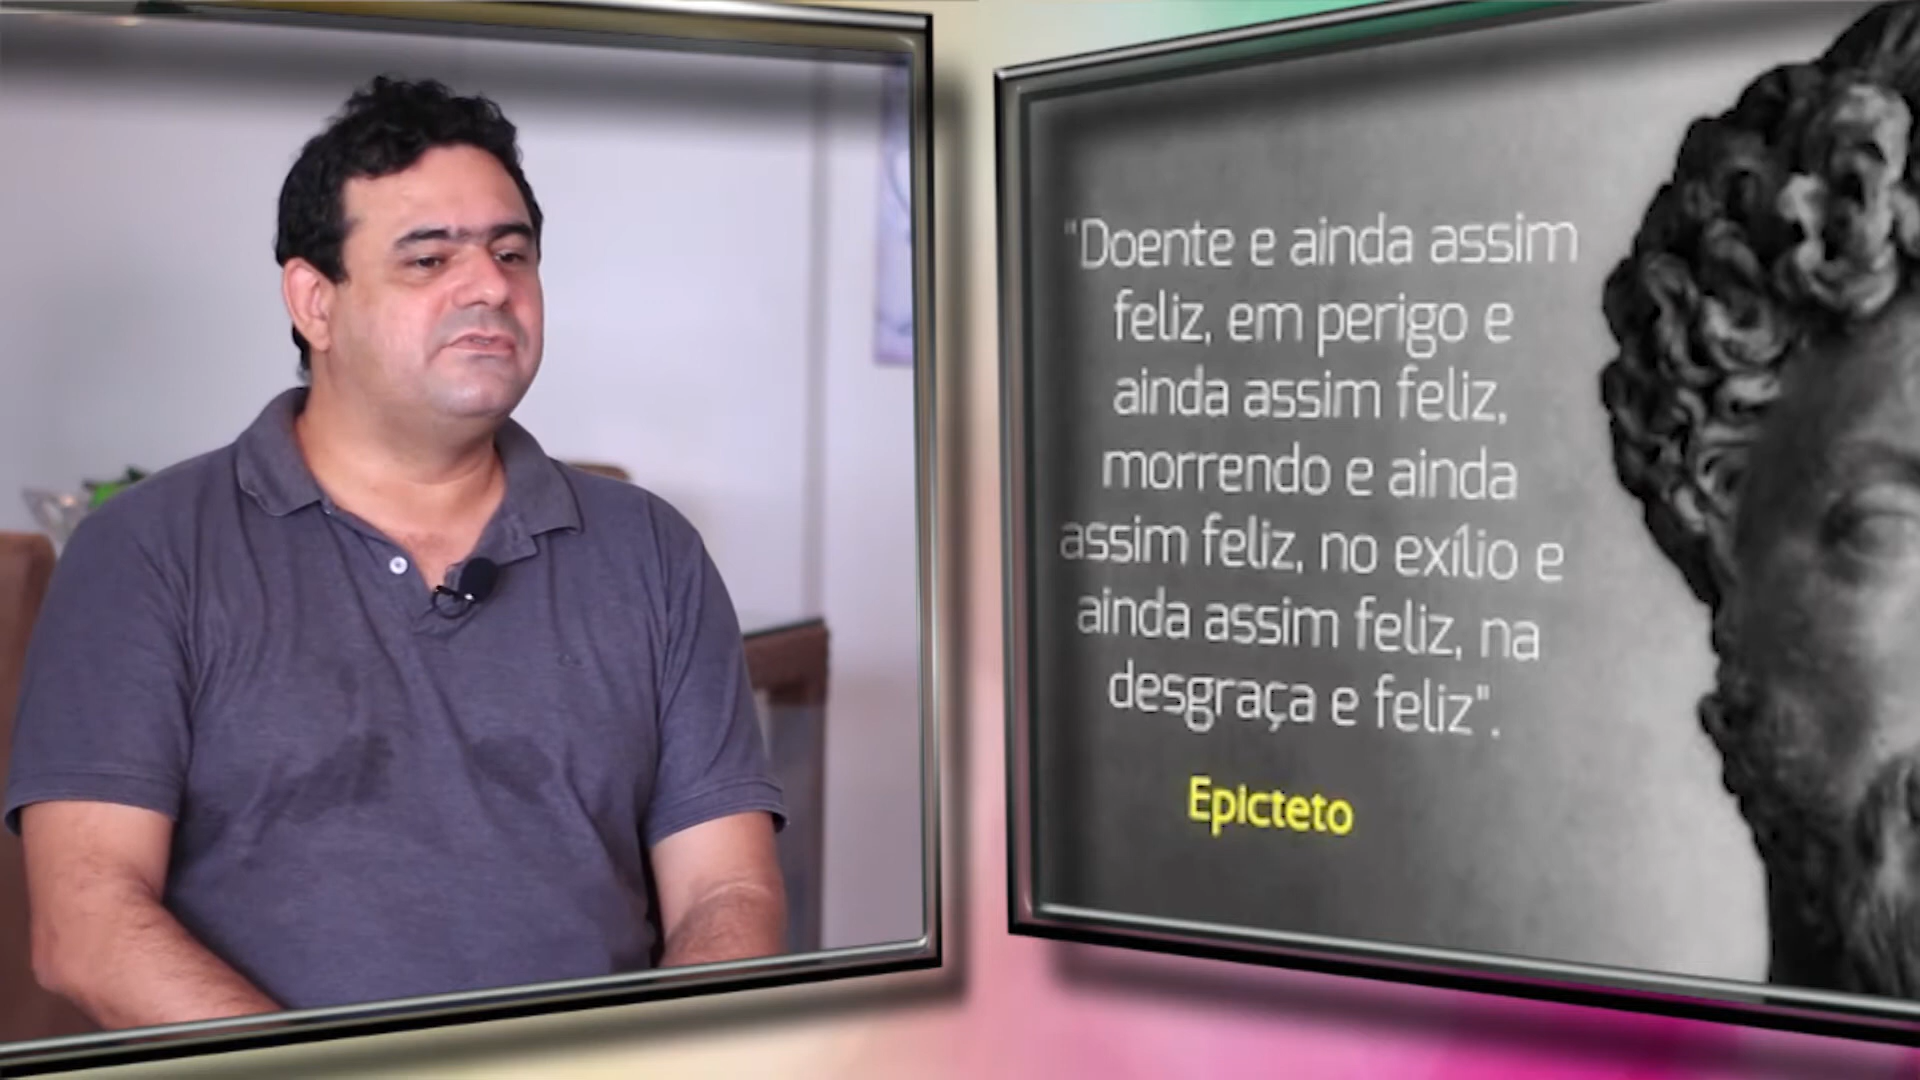 "Doente e ainda assim
feliz, em perigo e
ainda assim feliz,
morrendo e ainda
assim feliz, no exílio e
ainda assim feliz, na
desgraça e feliz".
Epicteto